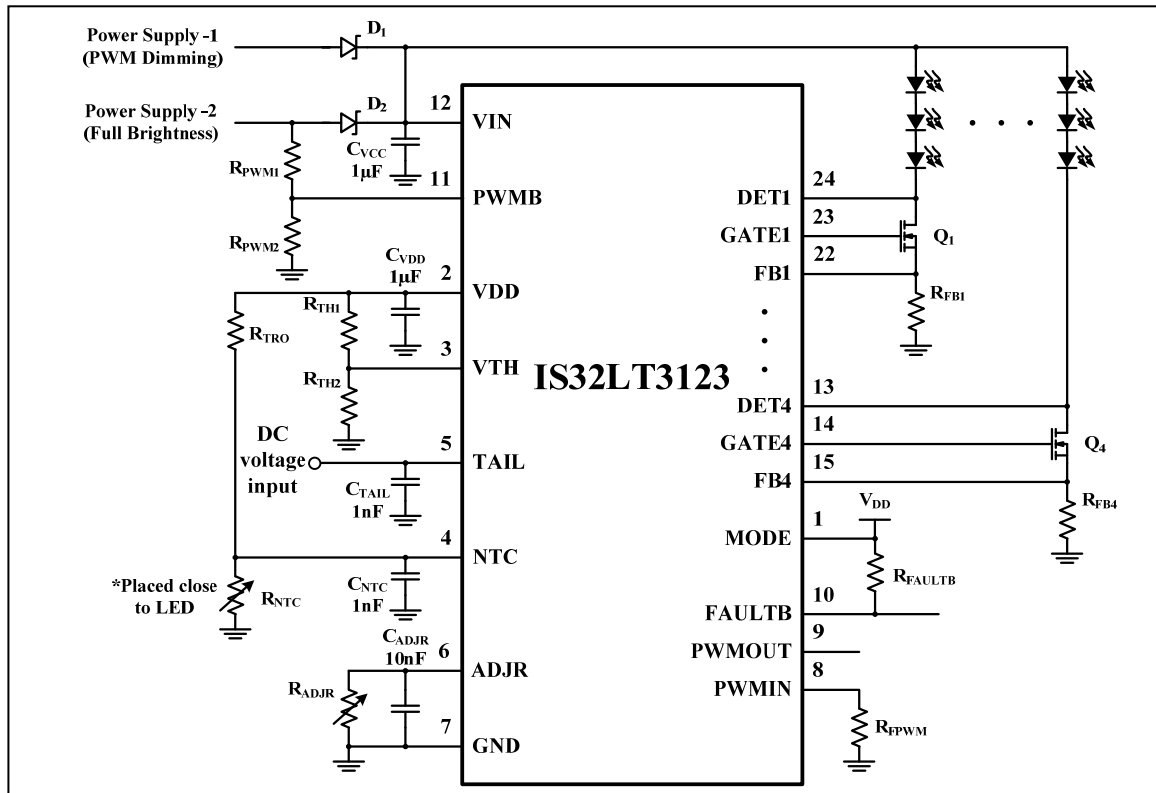 Power Supply -1
(PWM Dimming)
D1
Power Supply -2
(Full Brightness)
D2
12
VIN
CVCC
1µF
RPWM1
11
PWMB
RPWM2
CVDD
1µF
2
VDD
RTH1
RTRO
3
VTH
RTH2
DC
voltage
input
5
TAIL
CTAIL
1nF
4
NTC
*Placed close
to LED
RNTC
CNTC
1nF
CADJR
10nF
6
ADJR
RADJR
7
GND
IS32LT3123
24
DET1
23
GATE1
Q1
22
FB1
RFB1
13
DET4
14
GATE4
Q4
15
FB4
RFB4
VDD
1
MODE
RFAULTB
10
FAULTB
9
PWMOUT
8
PWMIN
RFPWM